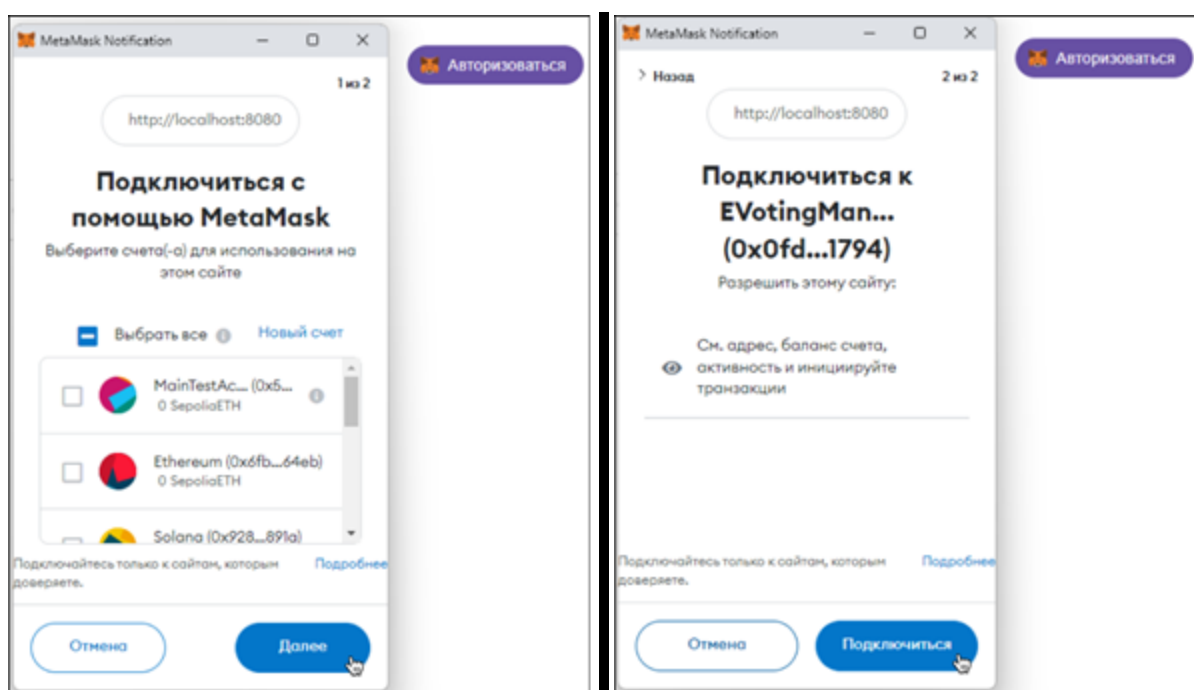 MetaMask Notification
Авторизоваться
1 из 2
http://localhost:8080
Подключиться с
помощью MetaMask
Выберите счета(-а) для использования на
этом сайте
Выбрать все
Новый счет
MainTestAc... (0x5...
0 SepoliaETH
Ethereum (0x6fb...64eb)
0 SepoliaETH
Solana (0x928...891a)
Подключайтесь только к сайтам, которым
доверяете.
Подробнее
Отмена
Далее
MetaMask Notification
Авторизоваться
> Назад
2 из 2
http://localhost:8080
Подключиться к
EVotingMan...
(0x0fd...1794)
Разрешить этому сайту:
См. адрес, баланс счета,
активность и инициируйте
транзакции
Подключайтесь только к сайтам, которым
доверяете.
Подробнее
Отмена
Подключиться